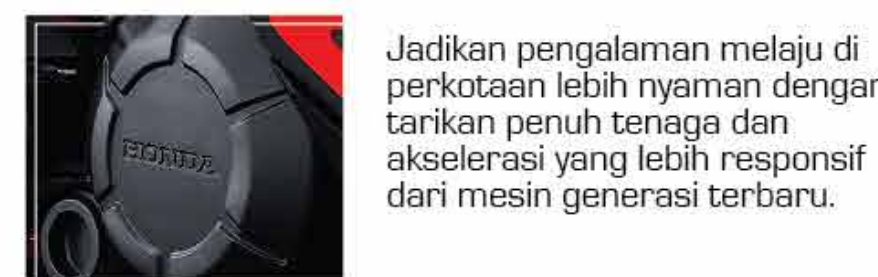 HONDA
Jadikan pengalaman melaju di
perkotaan lebih nyaman dengan
tarikan penuh tenaga dan
akselerasi yang lebih responsif
dari mesin generasi terbaru.